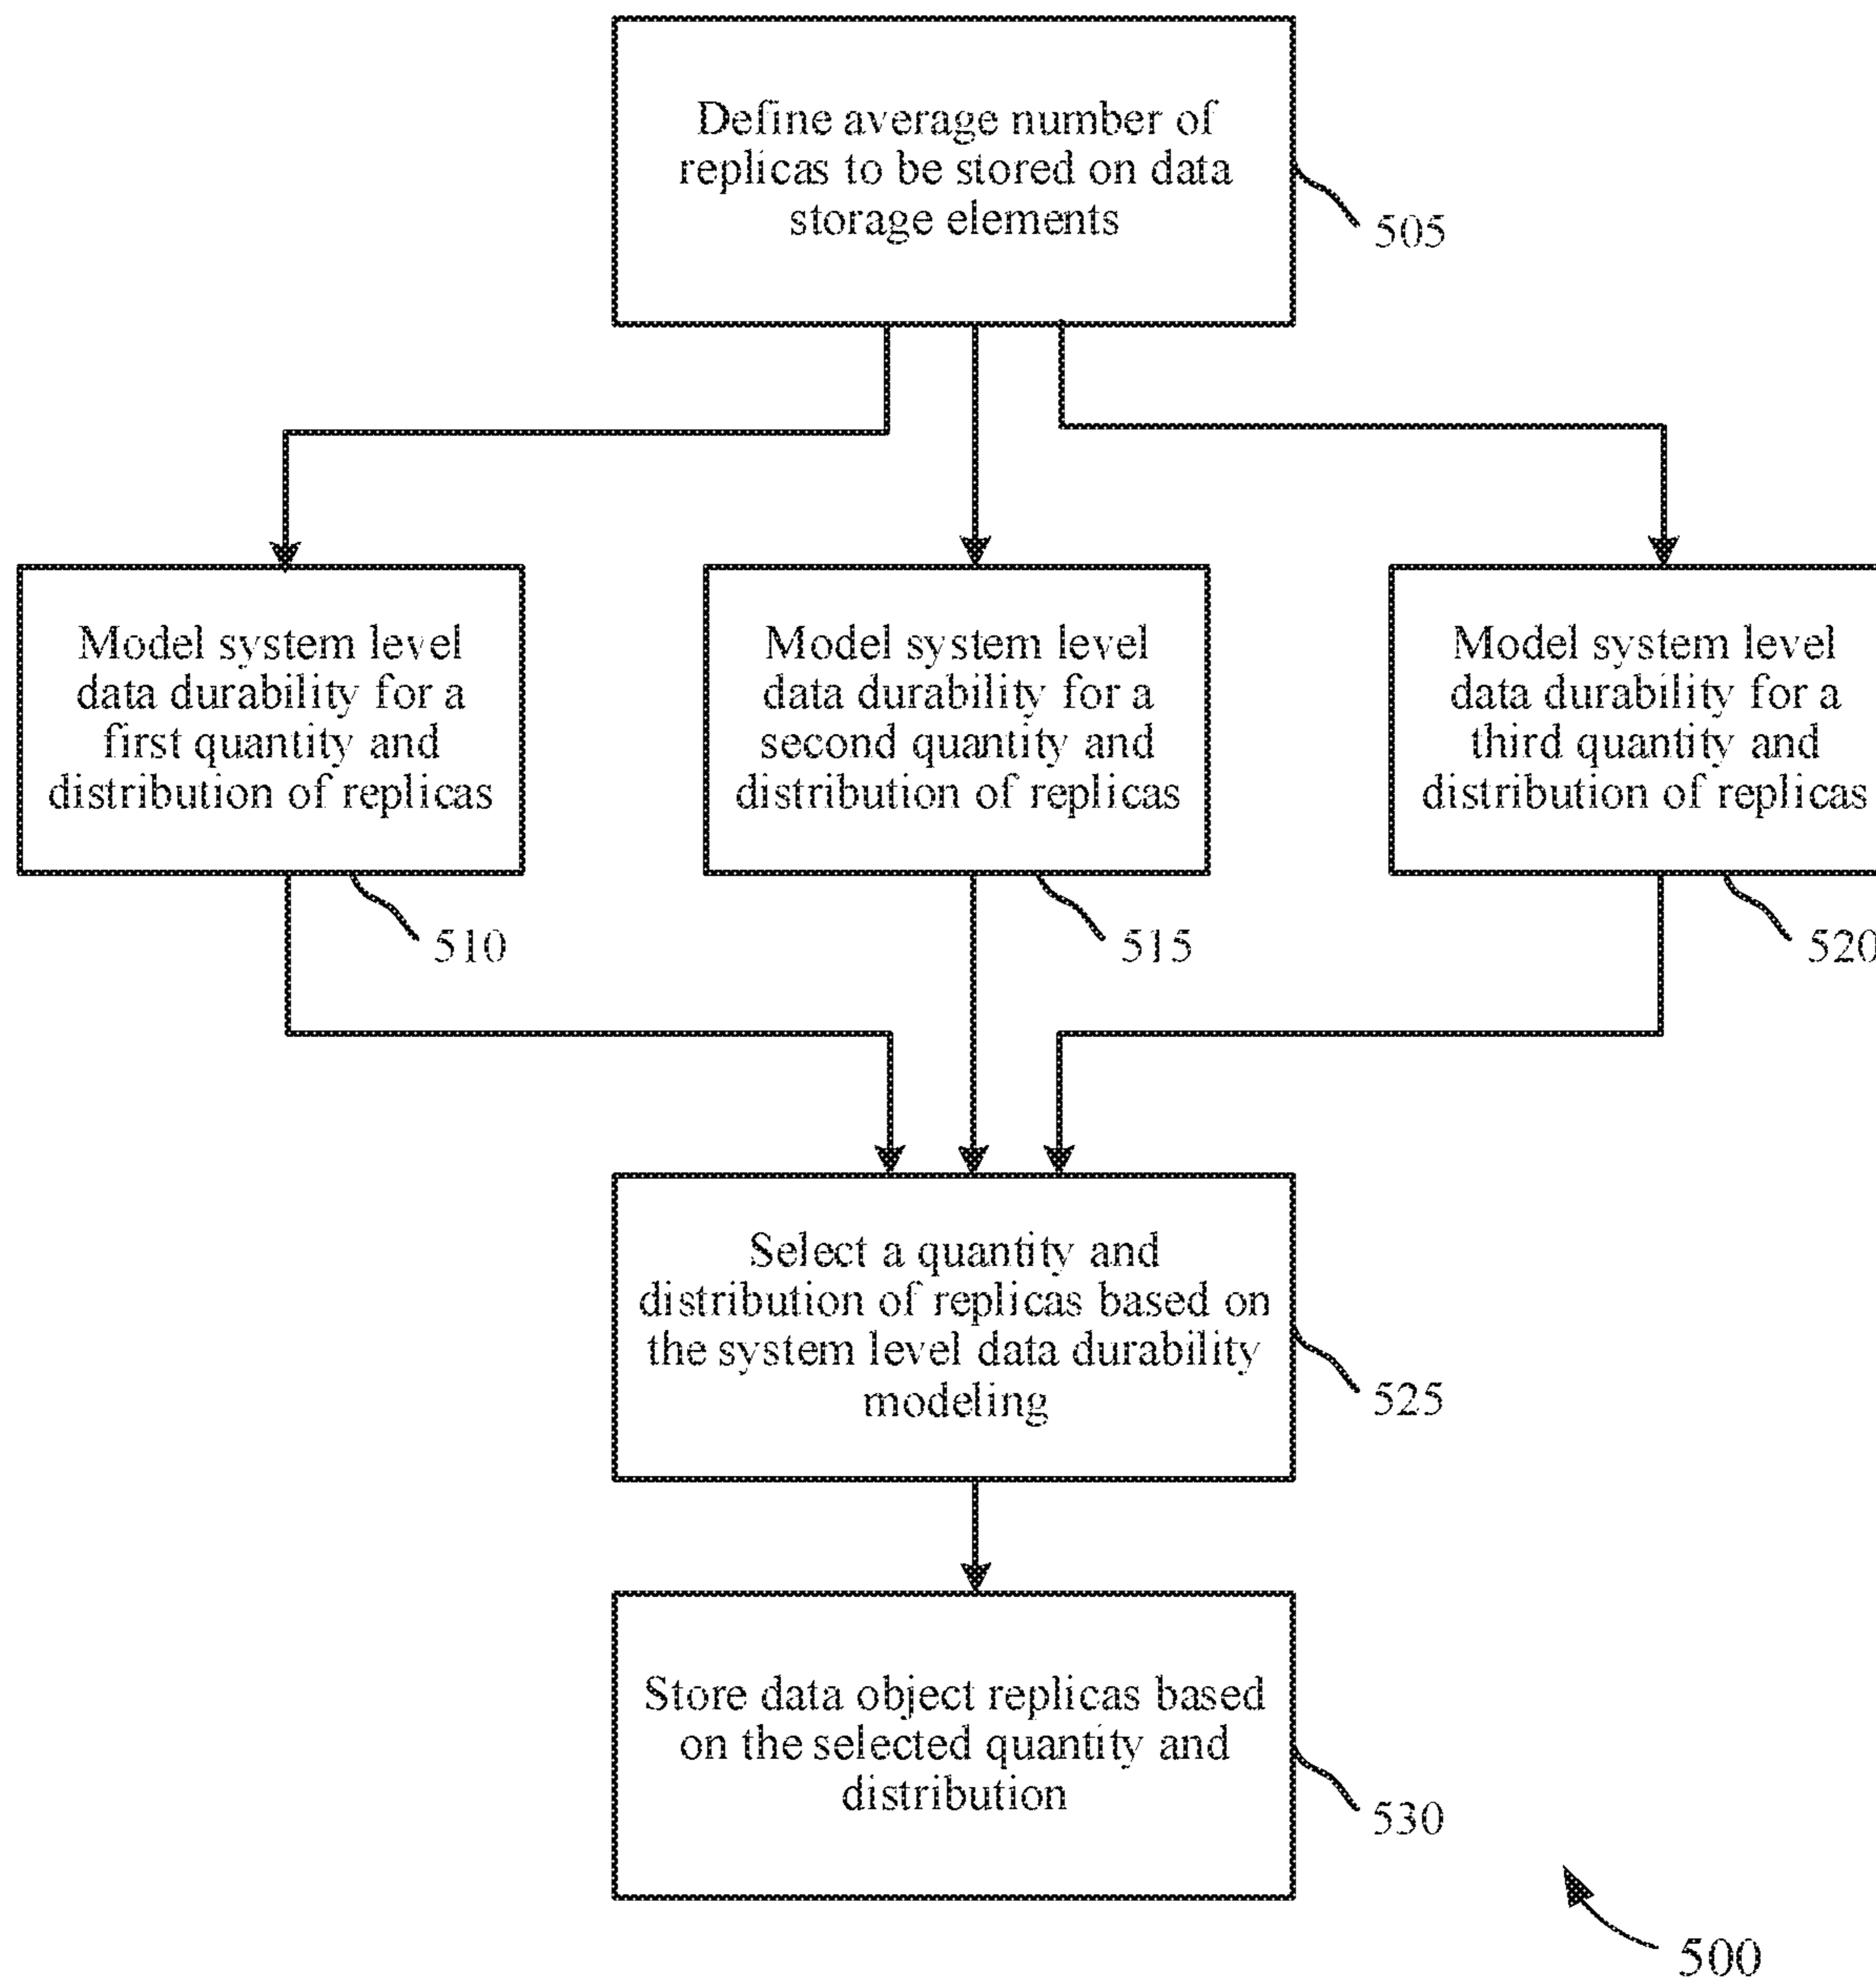 Define average number of
replicas to be stored on data
storage elements
505
Model system level
data durability for a
first quantity and
distribution of replicas
510
Model system level
data durability for a
second quantity and
distribution of replicas
515
Model system level
data durability for a
third quantity and
distribution of replicas
520
Select a quantity and
distribution of replicas based on
the system level data durability
modeling
525
Store data object replicas based
on the selected quantity and
distribution
530
500